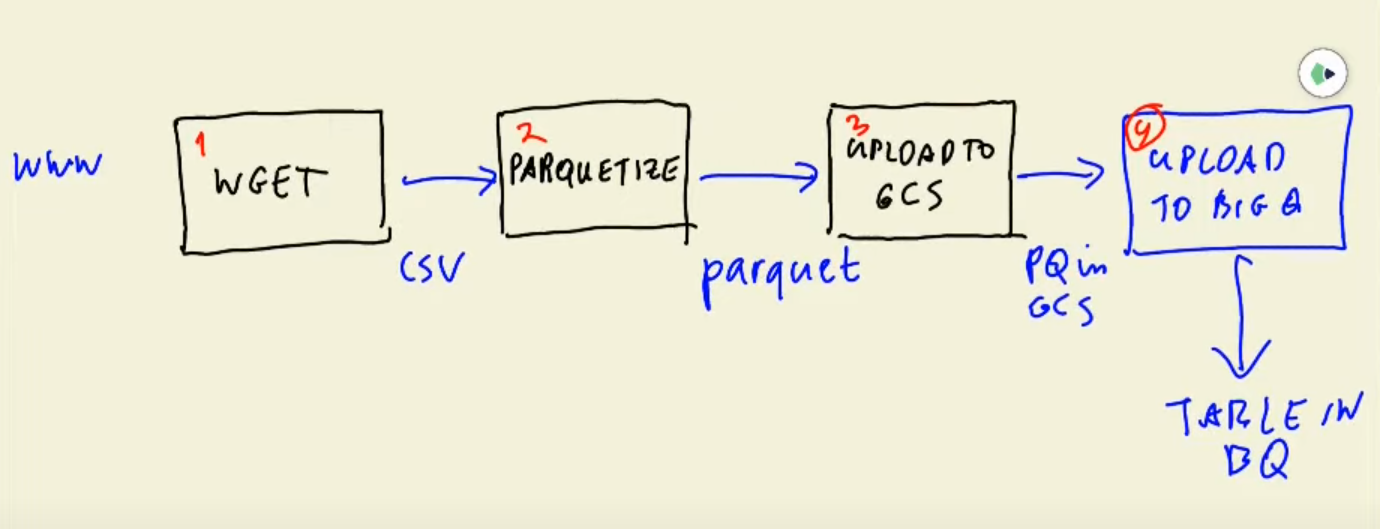 www
1
WGET
CSV
2
PARQUETIZE
parquet
3
UPLOAD TO
GCS
PQ in
GCS
4
UPLOAD
TO BIG Q
TABLE IN
BQ